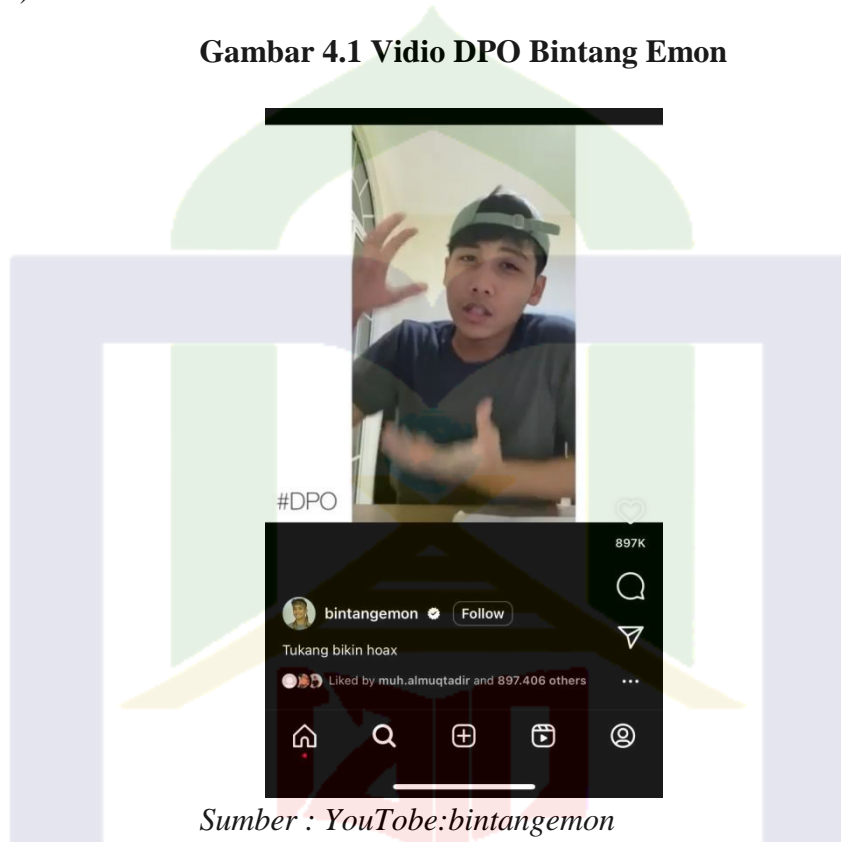 Gambar 4.1 Vidio DPO Bintang Emon
#DPO
897K
bintangemon Follow
Tukang bikin hoax
Liked by muh.almuqtadir and 897.406 others
Sumber : YouTobe:bintangemon